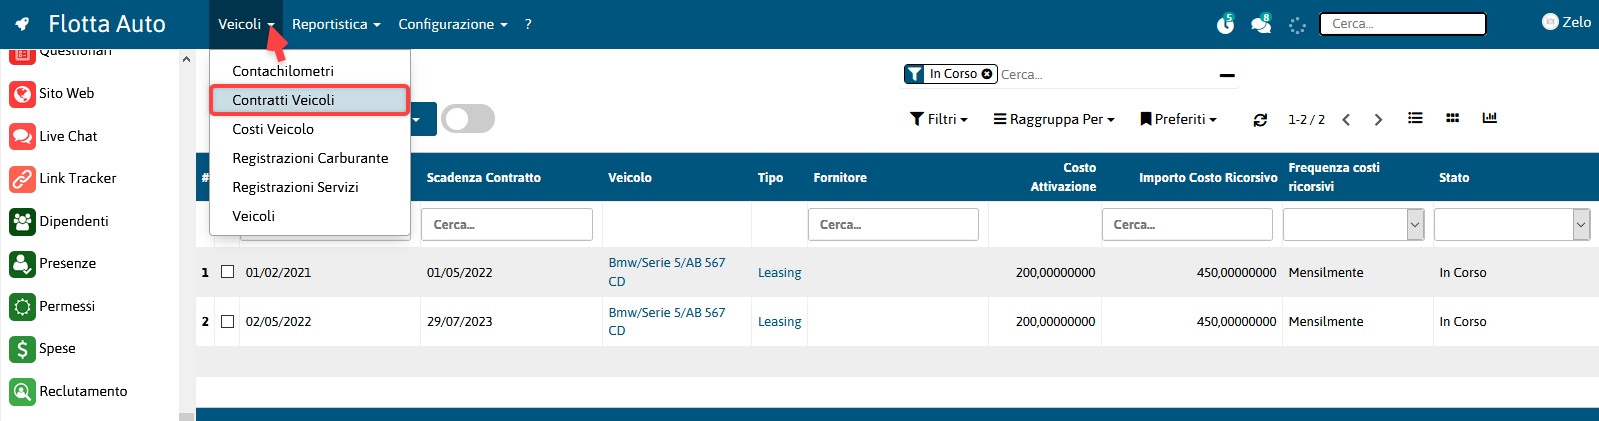 Flotta Auto
Veicoli
Reportistica
Configurazione
?
5
8
Cerca...
Zelo
Questionari
Sito Web
Live Chat
Link Tracker
Dipendenti
Presenze
Permessi
Spese
Reclutamento
Contachilometri
Contratti Veicoli
Costi Veicolo
Registrazioni Carburante
Registrazioni Servizi
Veicoli
In Corso
Cerca...
Filtri
Raggruppa Per
Preferiti
1-2 / 2
# Scadenza Contratto Veicolo Tipo Fornitore Costo Attivazione Importo Costo Ricorsivo Frequenza costi ricorsivi Stato
Cerca... Cerca... Cerca...
1 01/02/2021 01/05/2022 Bmw/Serie 5/AB 567 CD Leasing 200,00000000 450,00000000 Mensilmente In Corso
2 02/05/2022 29/07/2023 Bmw/Serie 5/AB 567 CD Leasing 200,00000000 450,00000000 Mensilmente In Corso